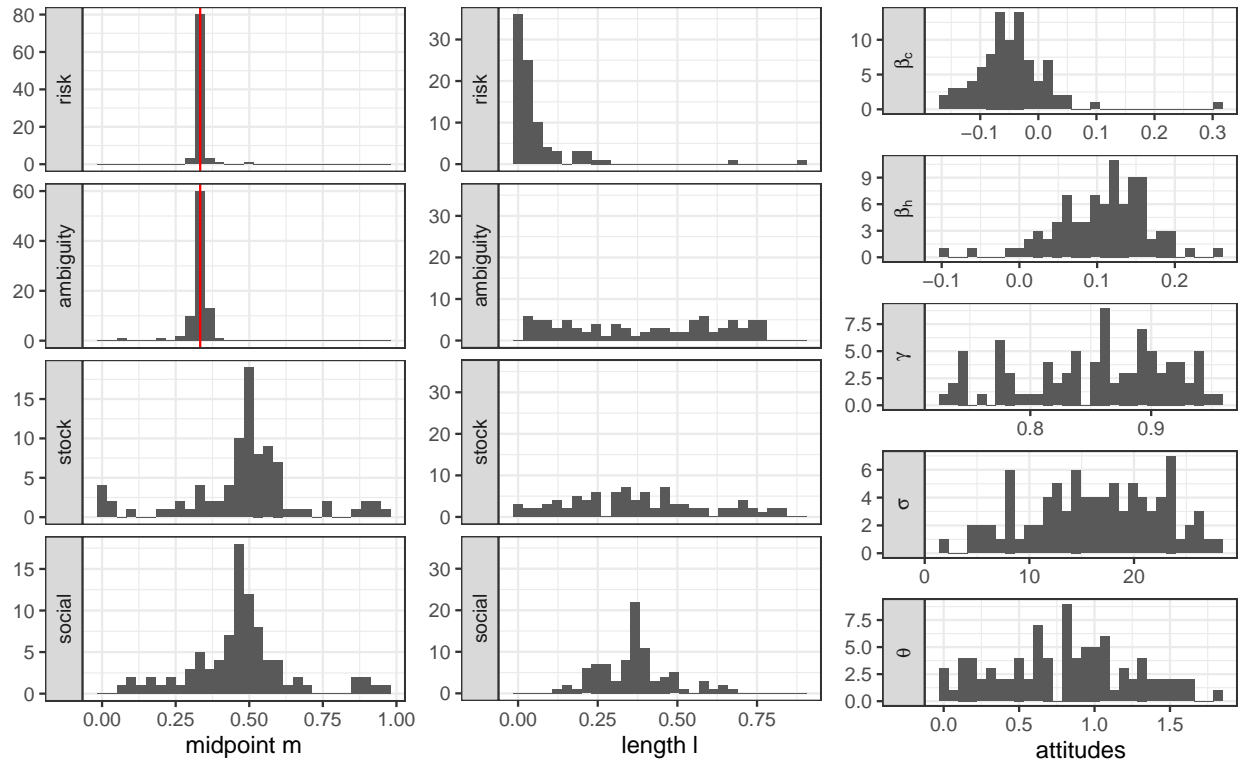 risk
0
20
40
60
80
ambiguity
0
20
40
60
stock
0
5
10
15
social
0
5
10
15
0.00 0.25 0.50 0.75 1.00
midpoint m
risk
0
10
20
30
ambiguity
0
10
20
30
stock
0
10
20
30
social
0
10
20
30
0.00 0.25 0.50 0.75
length l
βc
0
5
10
−0.1 0.0 0.1 0.2 0.3
βh
0
3
6
9
−0.1 0.0 0.1 0.2
γ
0.0
2.5
5.0
7.5
0.8 0.9
σ
0
2
4
6
0 10 20
θ
0.0
2.5
5.0
7.5
0.0 0.5 1.0 1.5
attitudes